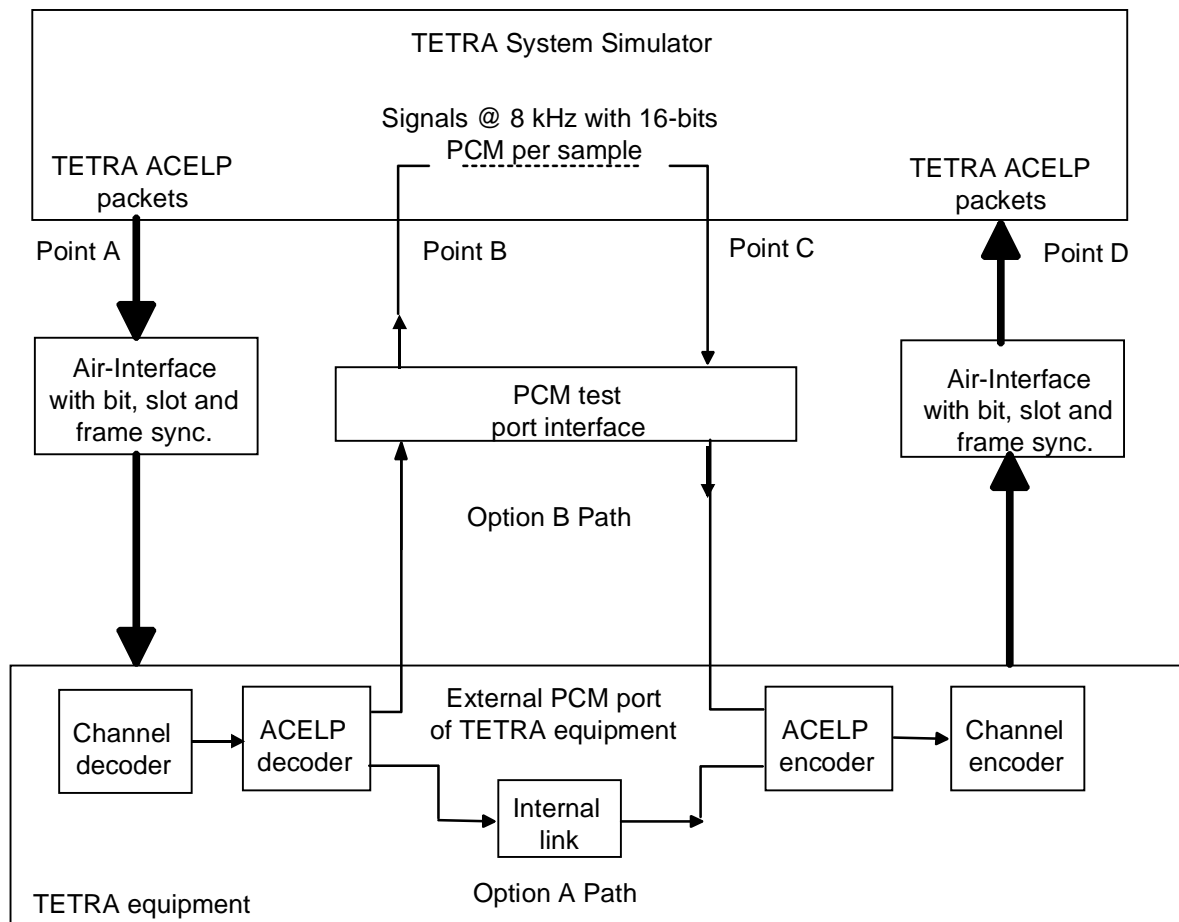 TETRA System Simulator
Signals @ 8 kHz with 16-bits
PCM per sample
TETRA ACELP
packets
TETRA ACELP
packets
Point A
Point B
Point C
Point D
Air-Interface
with bit, slot and
frame sync.
PCM test
port interface
Air-Interface
with bit, slot and
frame sync.
Option B Path
Channel
decoder
ACELP
decoder
External PCM port
of TETRA equipment
ACELP
encoder
Channel
encoder
Internal
link
Option A Path
TETRA equipment